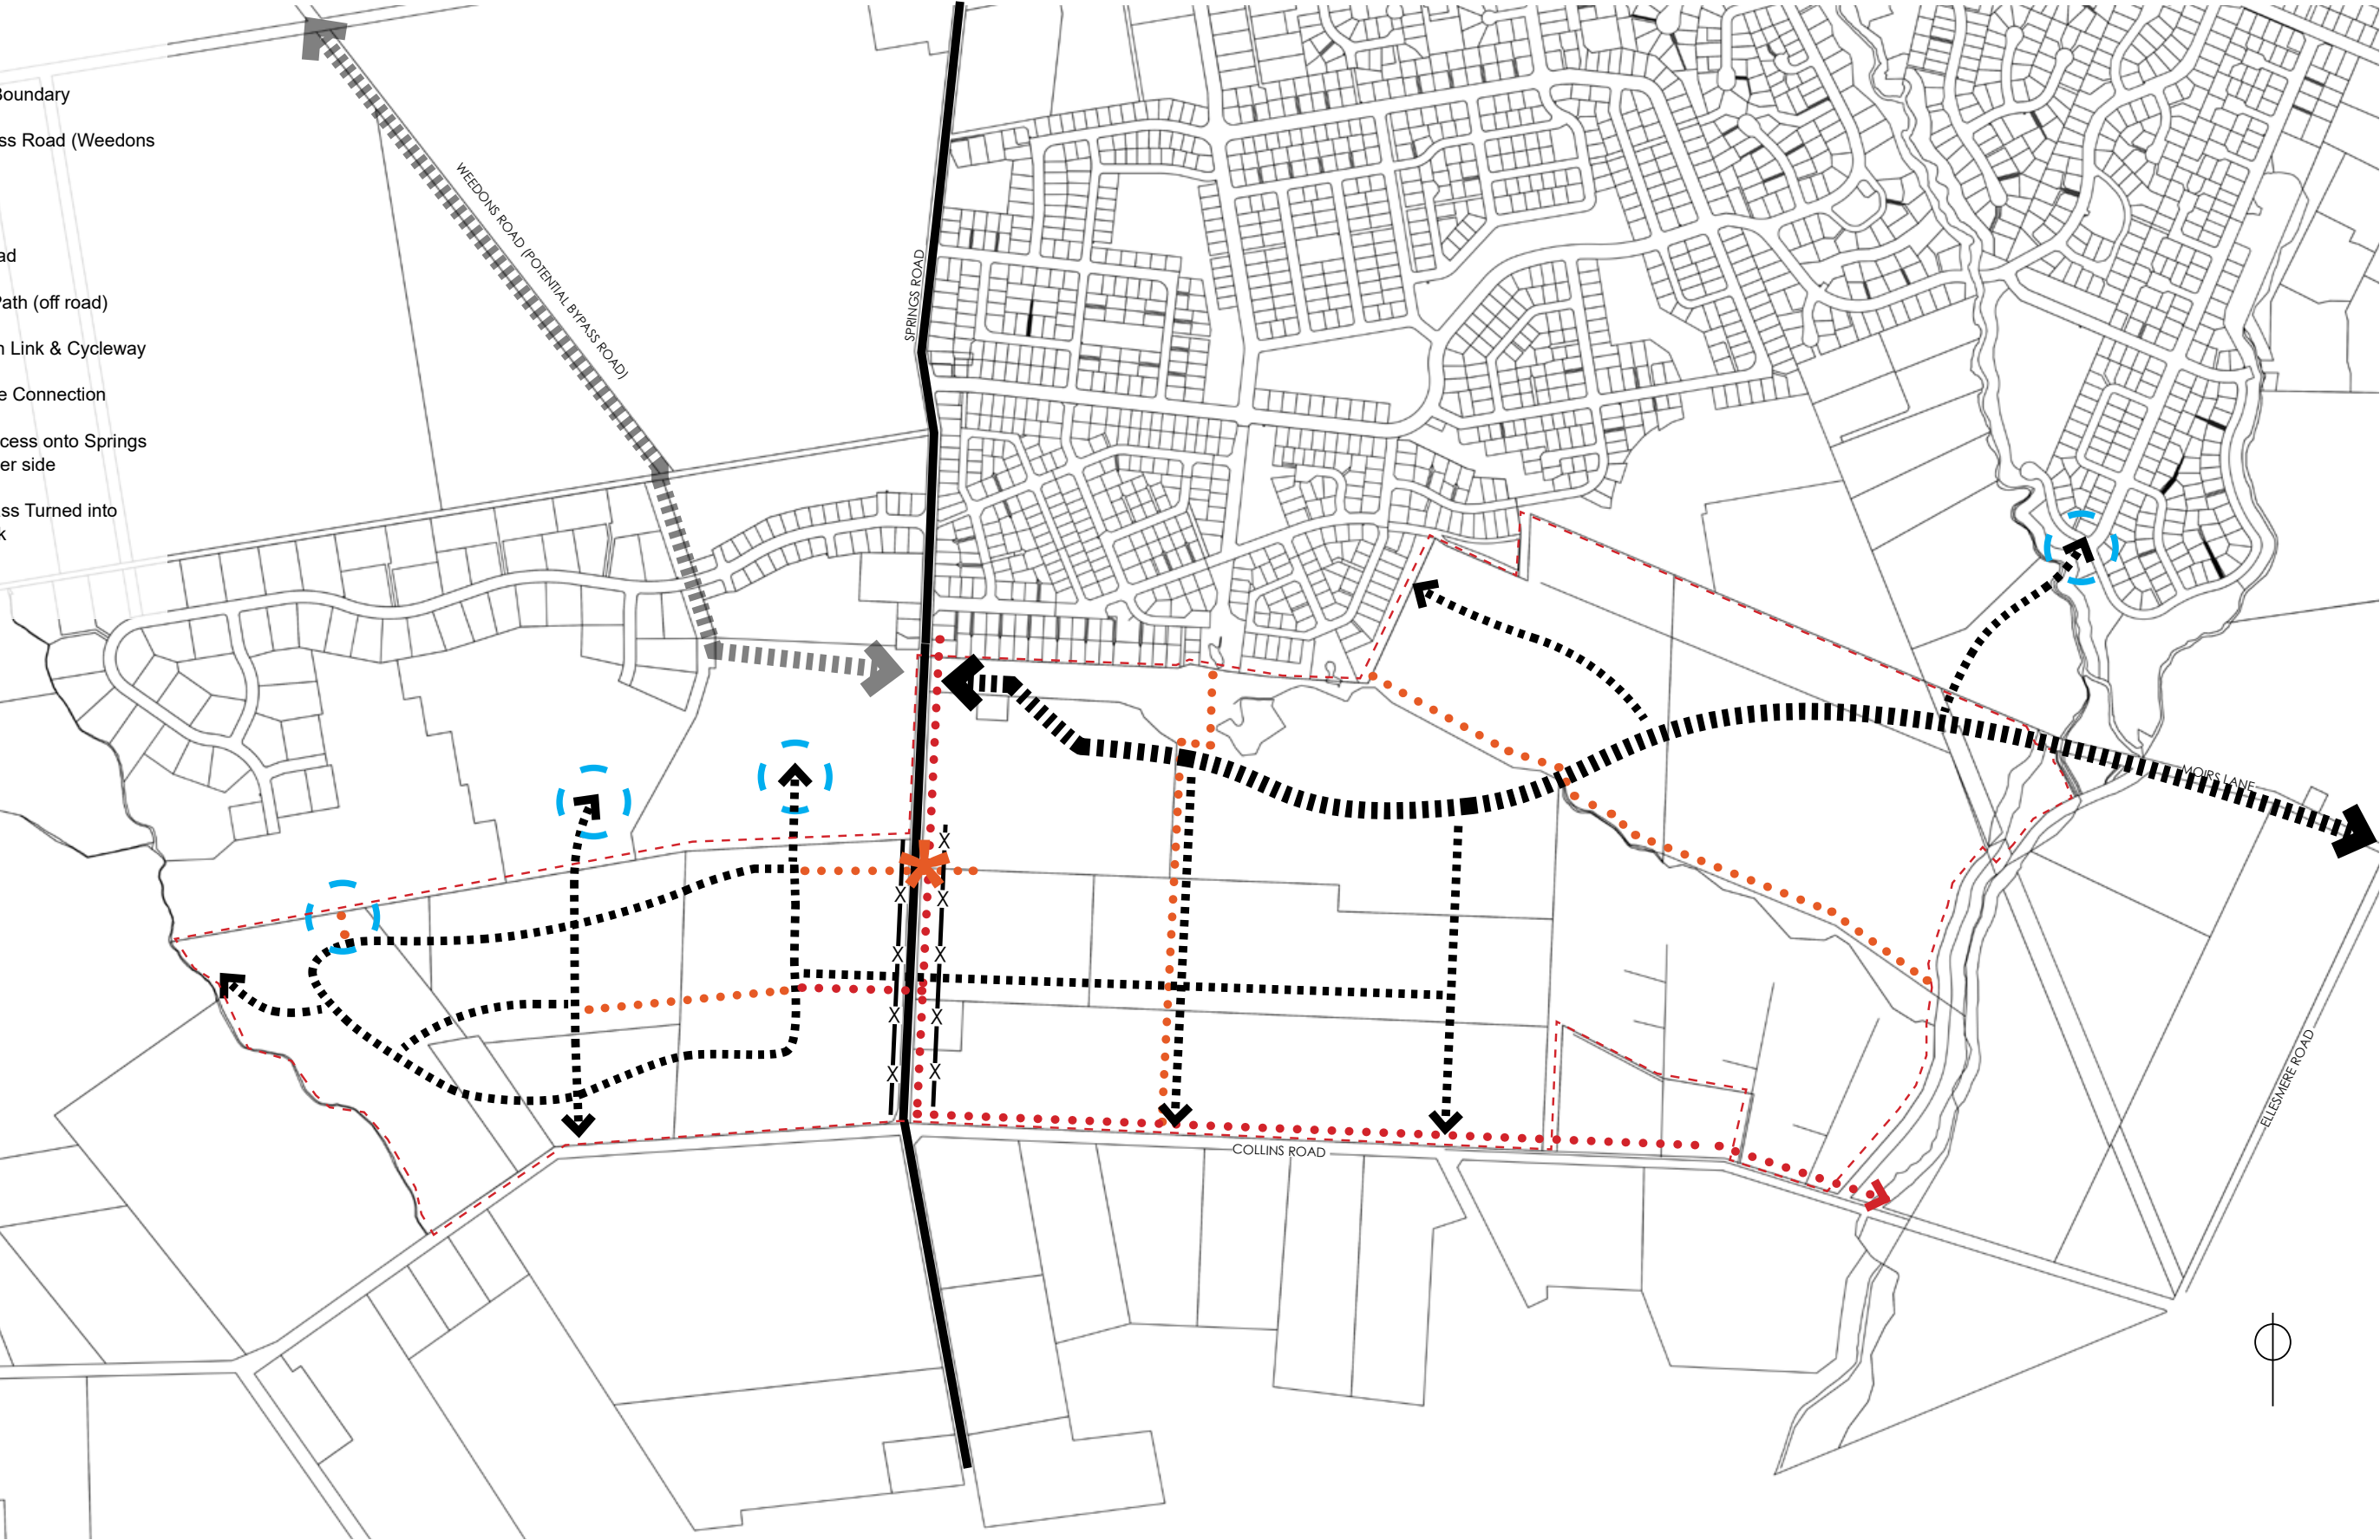 Boundary
ss Road (Weedons
ad
Path (off road)
n Link & Cycleway
e Connection
cess onto Springs
er side
ss Turned into
k
WEEDONS ROAD (POTENTIAL BYPASS ROAD)
SPRINGS ROAD
MOIRS LANE
ELLESMERE ROAD
COLLINS ROAD
X
X
X
X
X
X
X
X
X